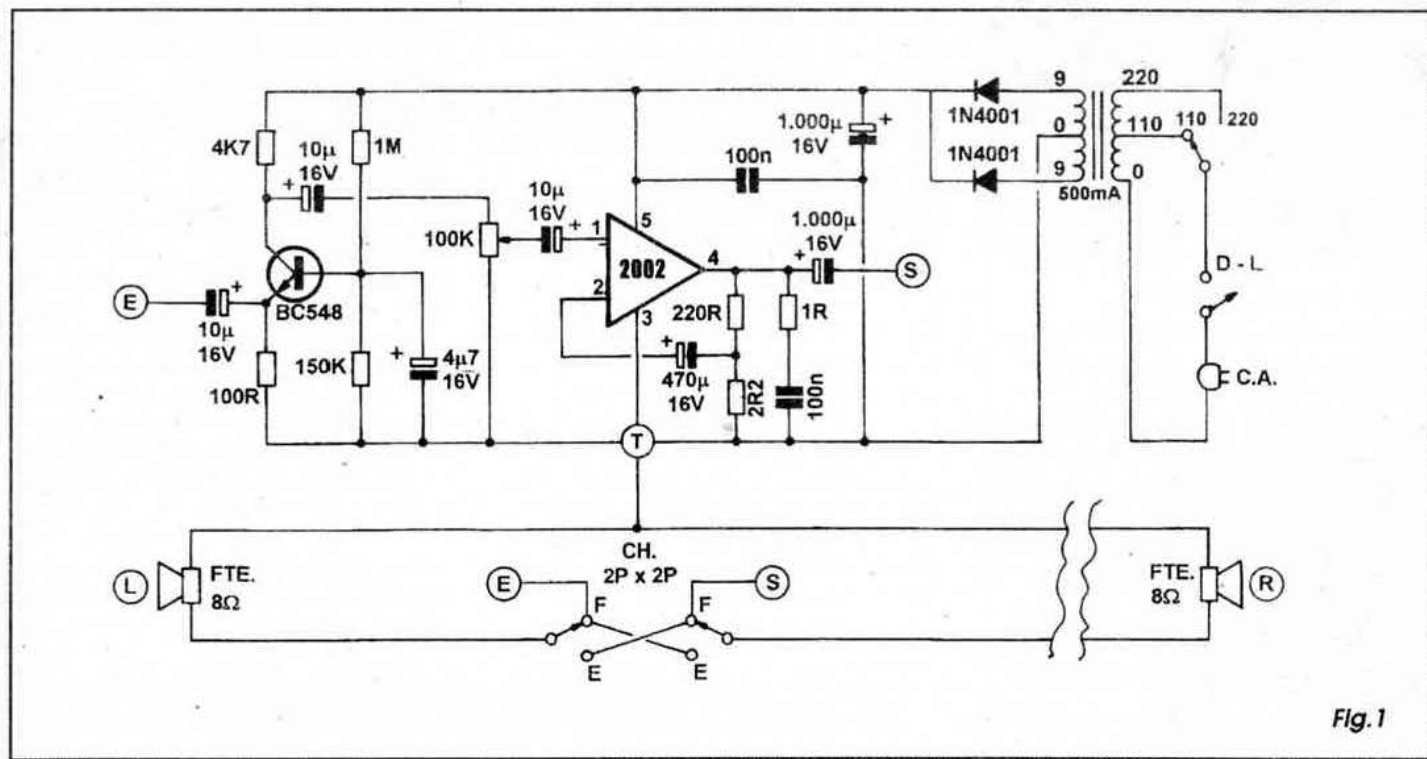 4K7
10µ
16V
1M
E
10µ
16V
BC548
100R
150K
4µ7
16V
100K
10µ
16V
1
2
2002
5
4
3
100n
1.000µ
16V
1.000µ
16V
S
220R
1R
470µ
16V
2R2
100n
T
1N4001
1N4001
9
0
9
500mA
220
110
0
110
220
D - L
C.A.
L
FTE.
8Ω
CH.
2P x 2P
E
S
F
F
E
E
FTE.
8Ω
R
Fig.1